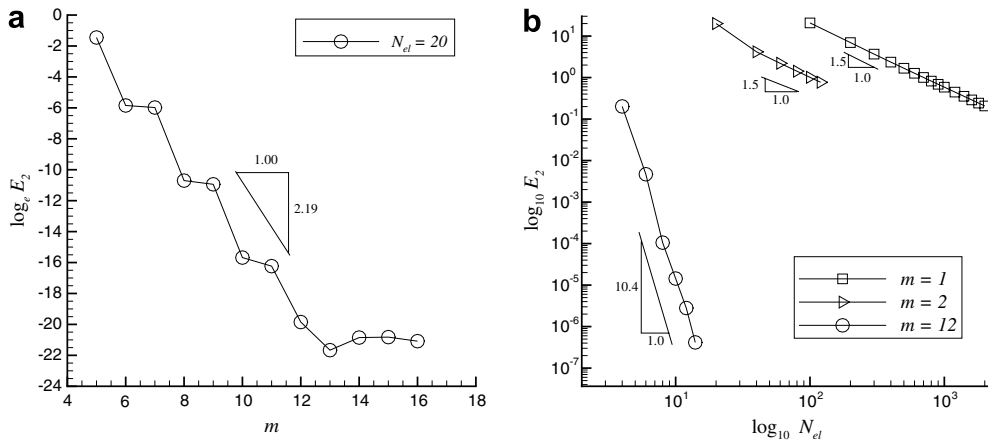 a
0
-2
-4
-6
-8
-10
-12
-14
-16
-18
-20
-22
-24
log_e E_2
4 6 8 10 12 14 16 18
m
N_el = 20
1.00
2.19
b
10^1
10^0
10^-1
10^-2
10^-3
10^-4
10^-5
10^-6
10^-7
log_10 E_2
10^1 10^2 10^3
log_10 N_el
1.5
1.0
1.5
1.0
10.4
1.0
m = 1
m = 2
m = 12